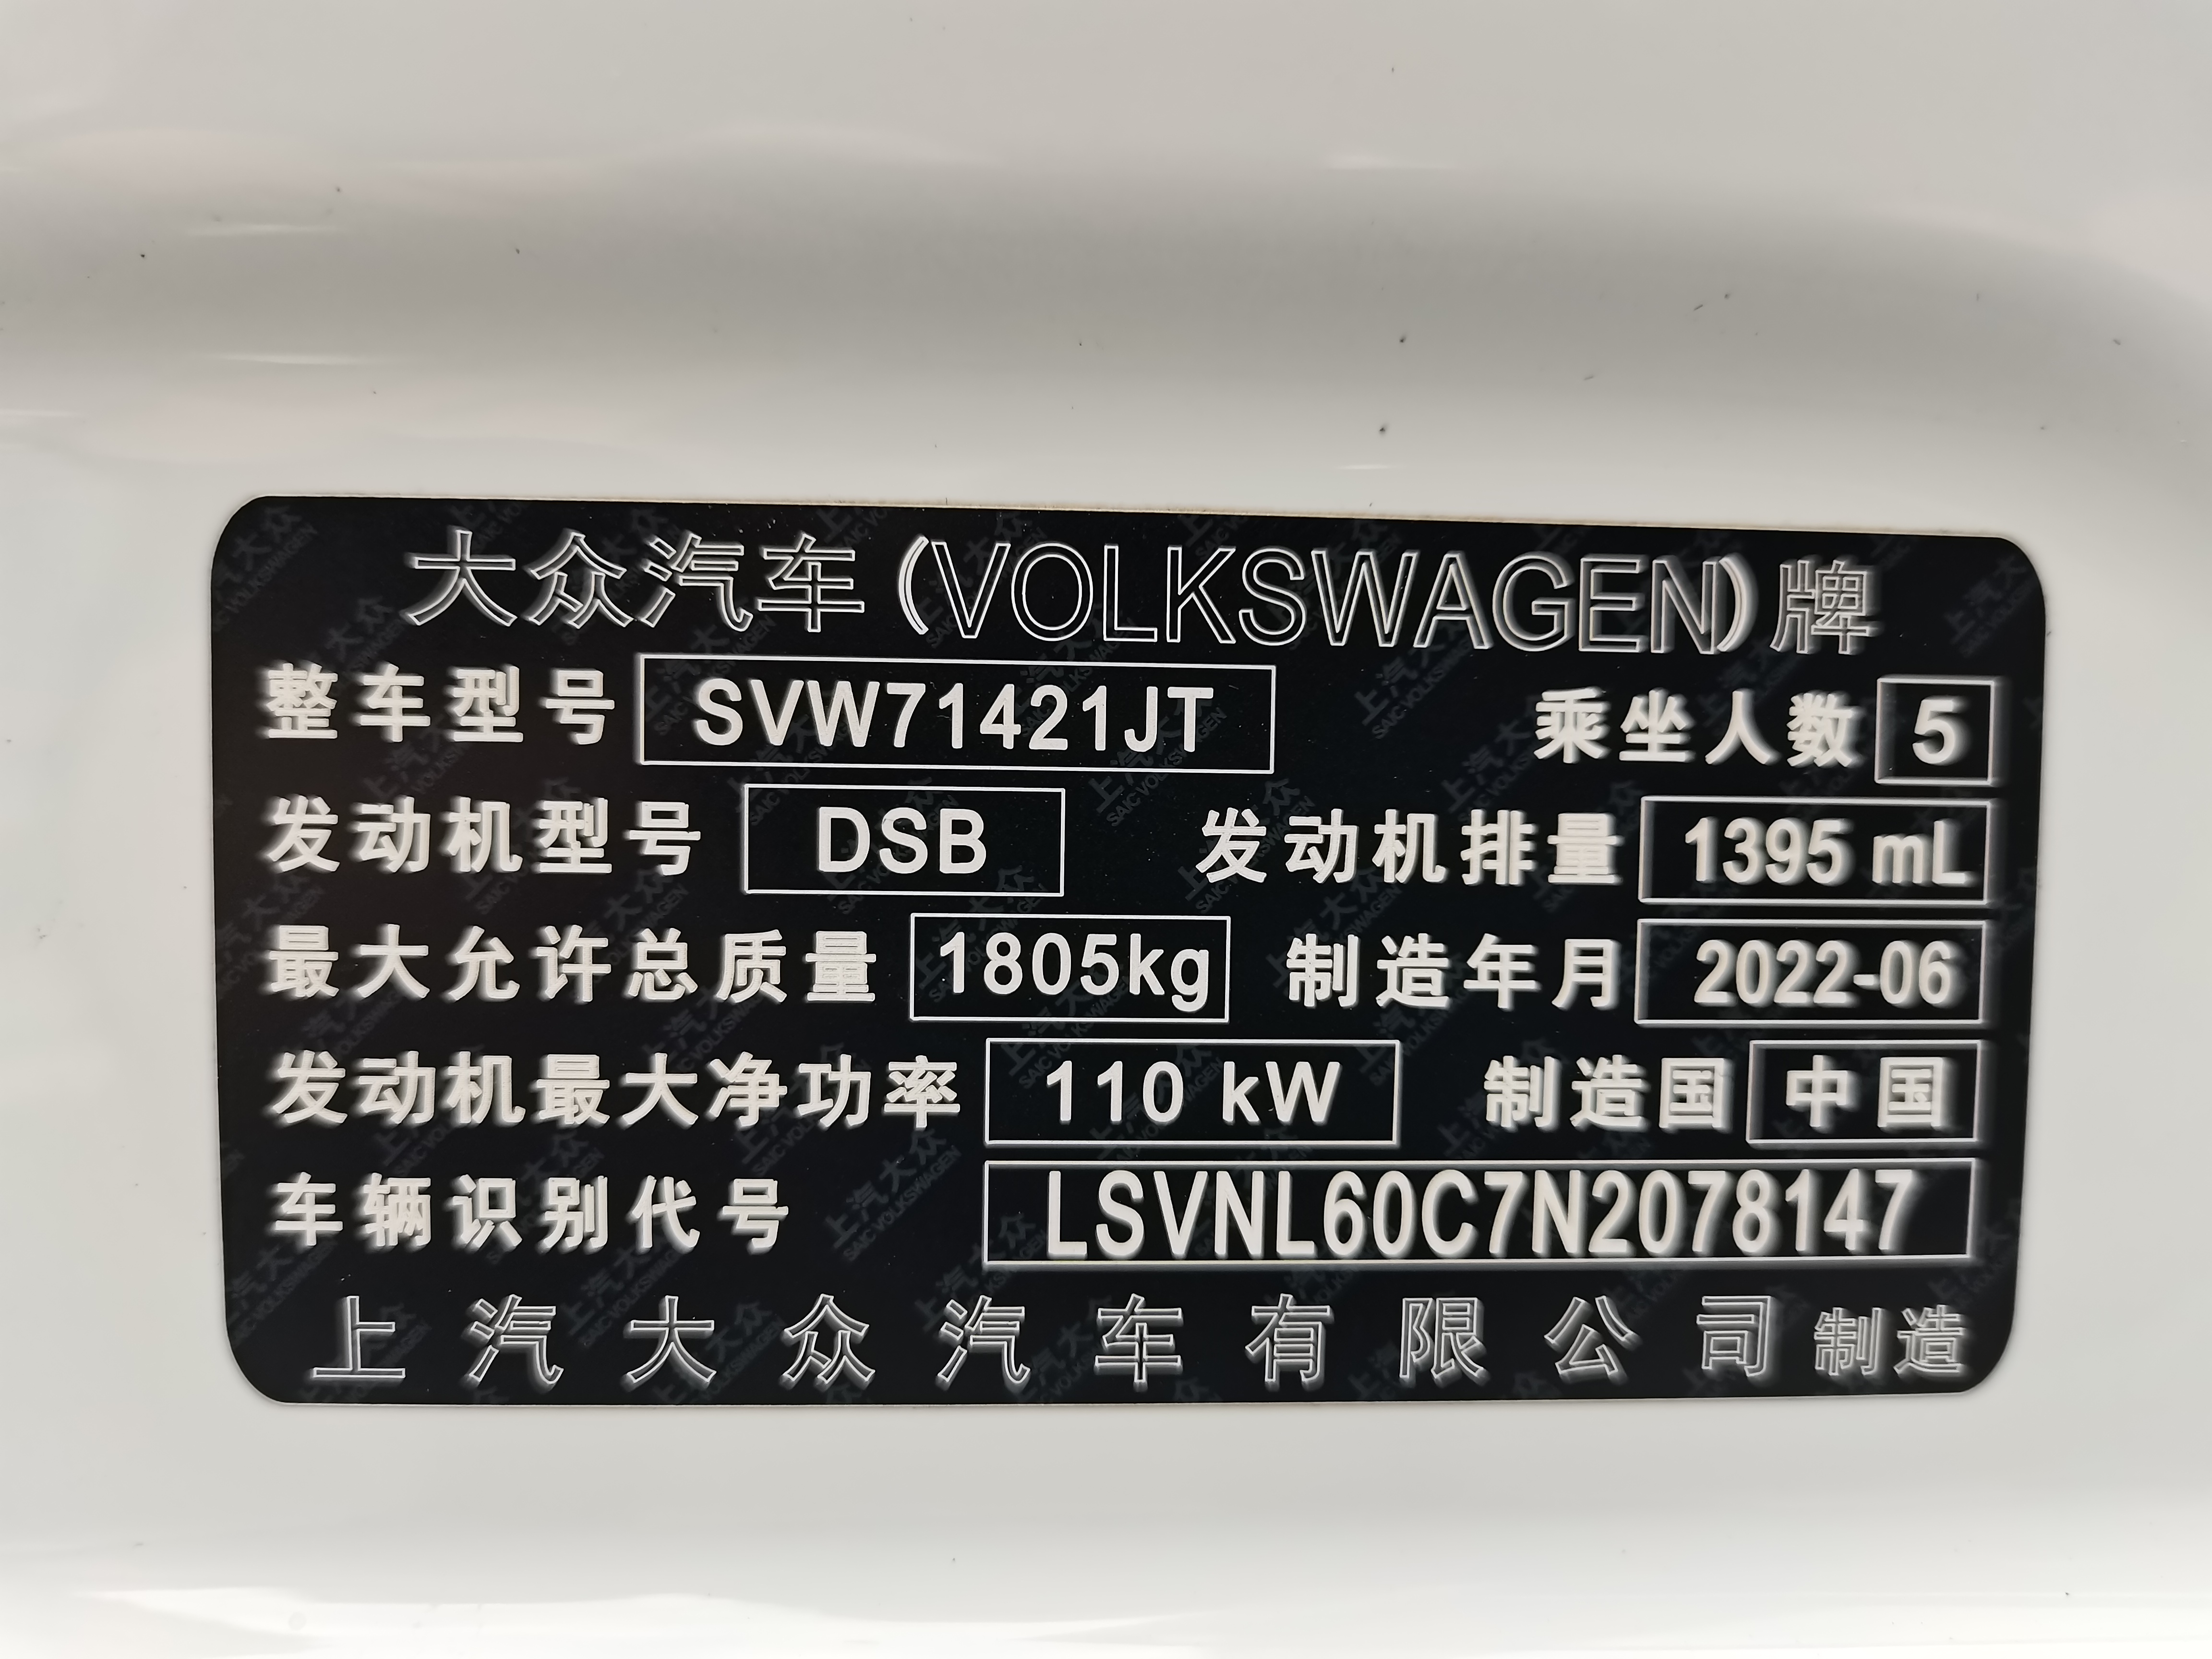 大众汽车(VOLKSWAGEN)牌
整车型号 SVW71421JT 乘坐人数 5
发动机型号 DSB 发动机排量 1395 mL
最大允许总质量 1805kg 制造年月 2022-06
发动机最大净功率 110 kW 制造国 中国
车辆识别代号 LSVNL60C7N2078147
上汽大众汽车有限公司制造